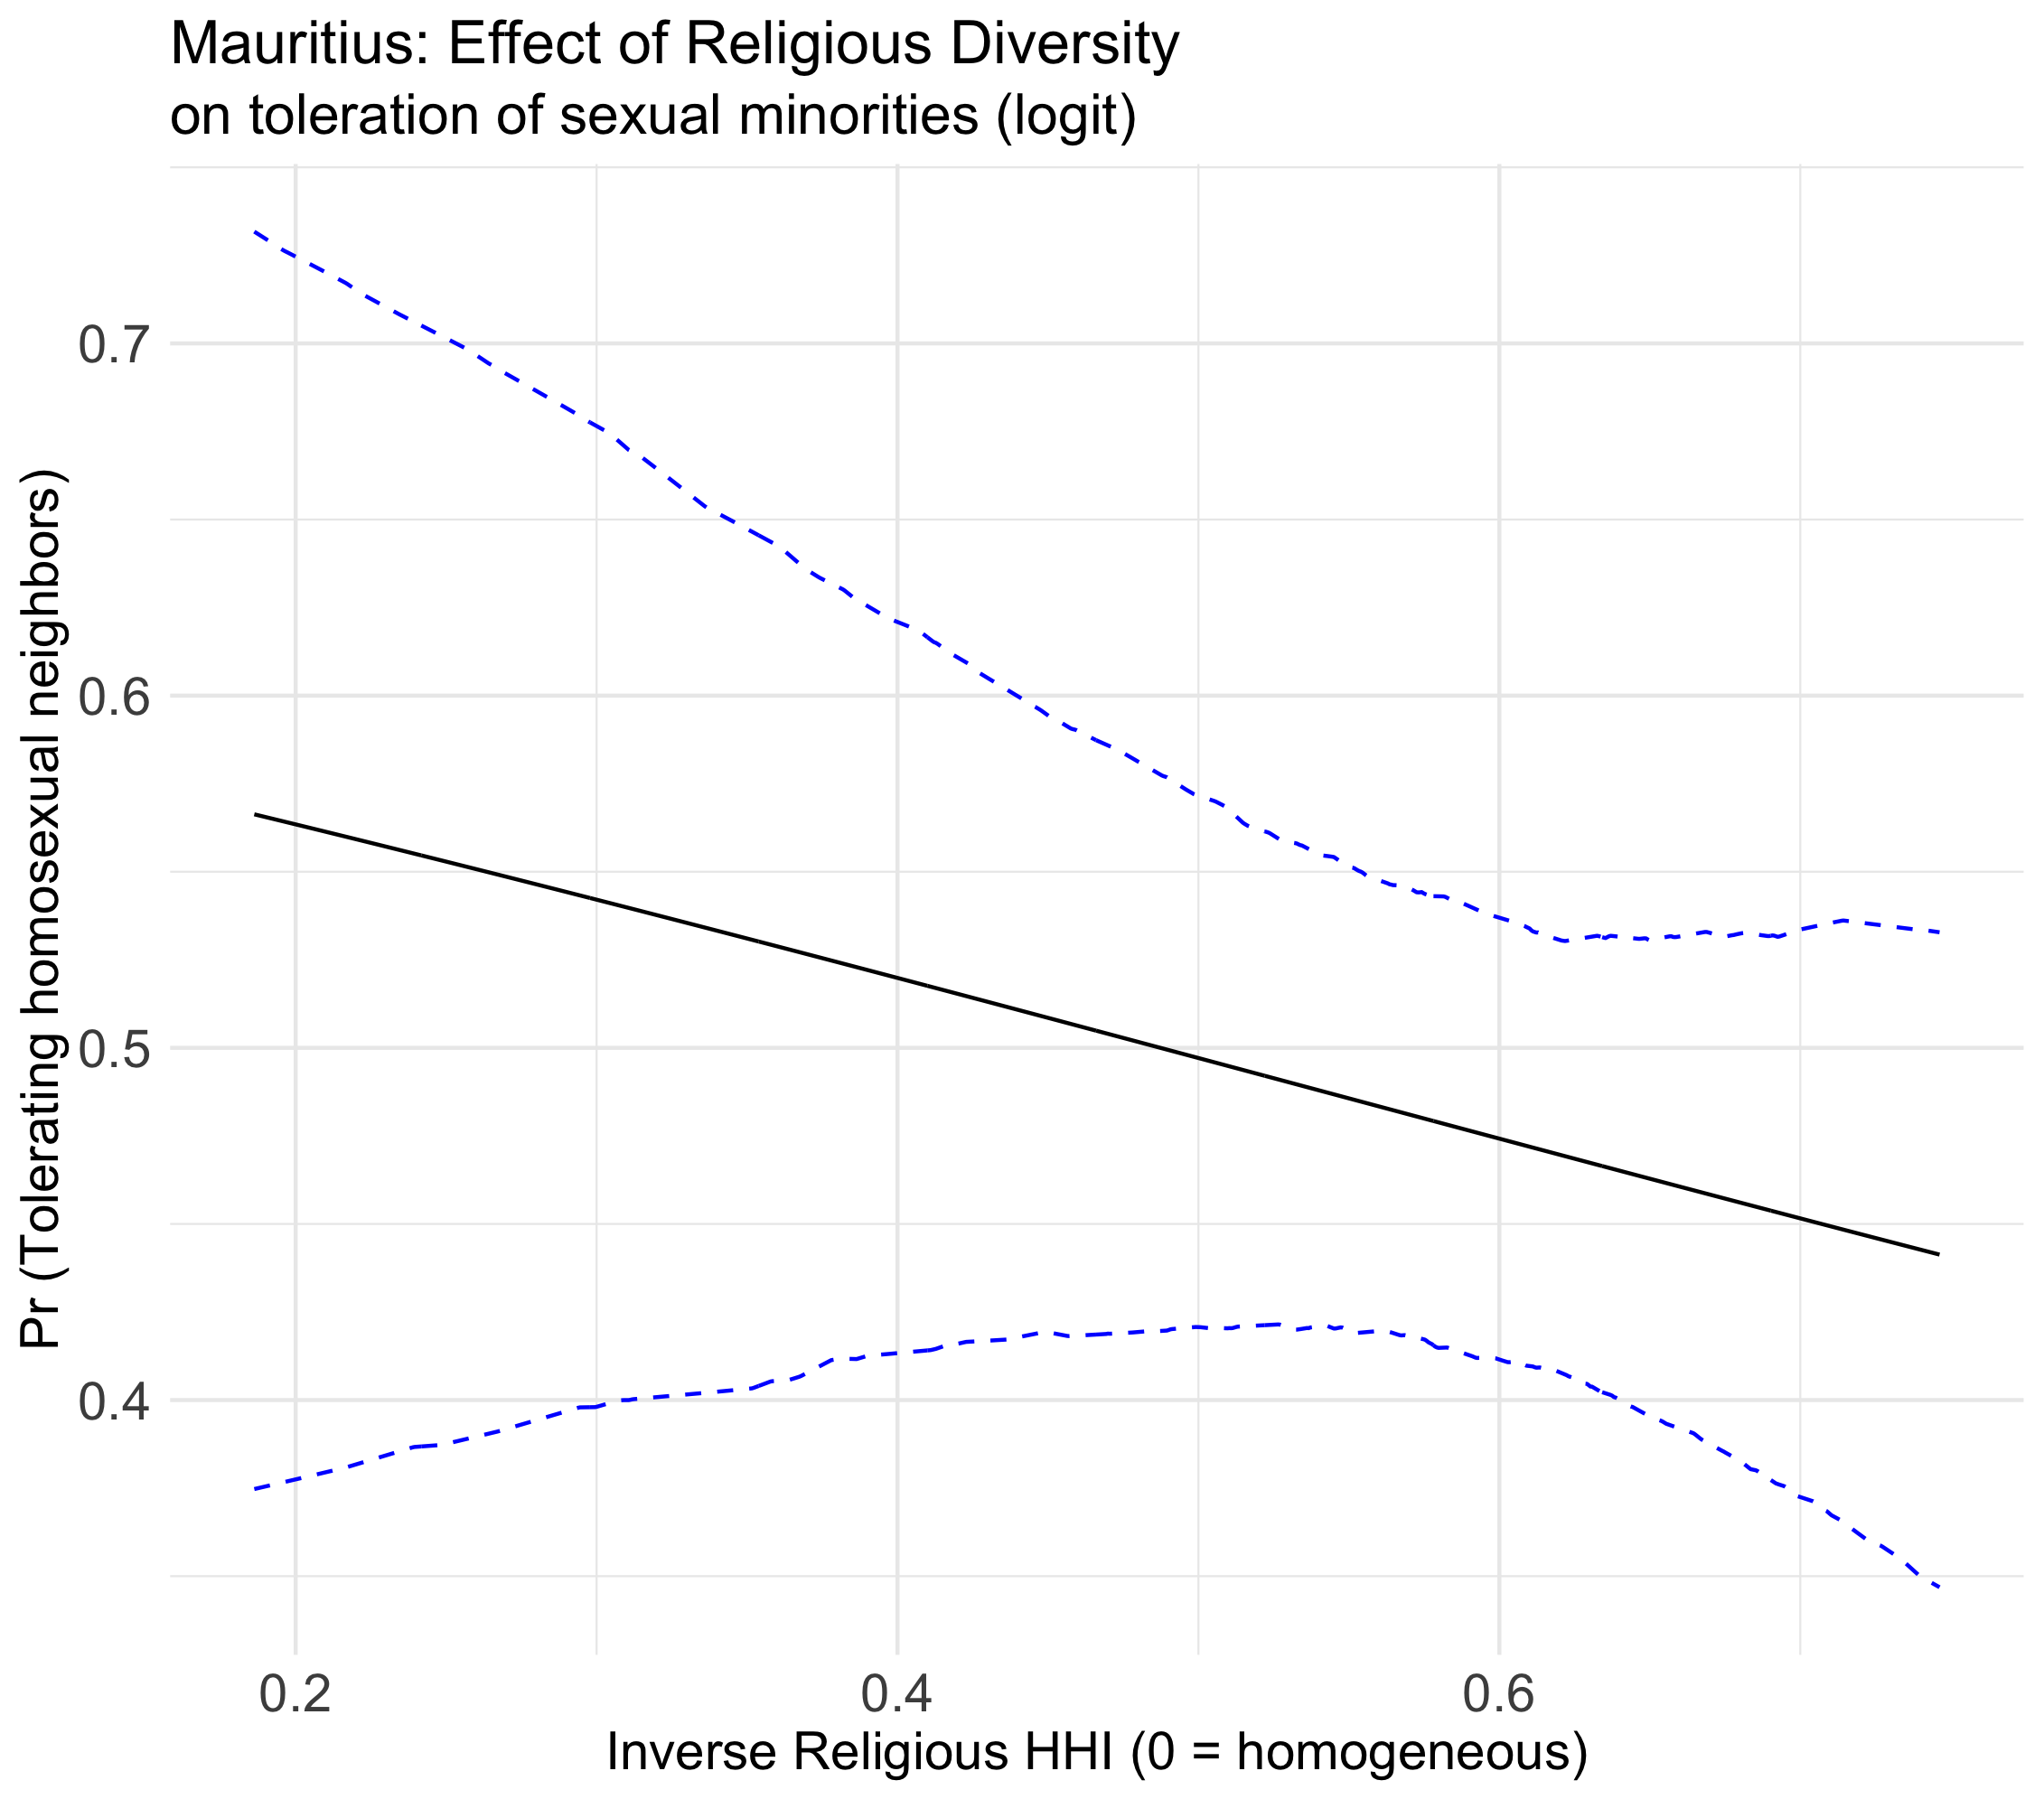 Mauritius: Effect of Religious Diversity
on toleration of sexual minorities (logit)
Pr (Tolerating homosexual neighbors)
0.7
0.6
0.5
0.4
0.2 0.4 0.6
Inverse Religious HHI (0 = homogeneous)